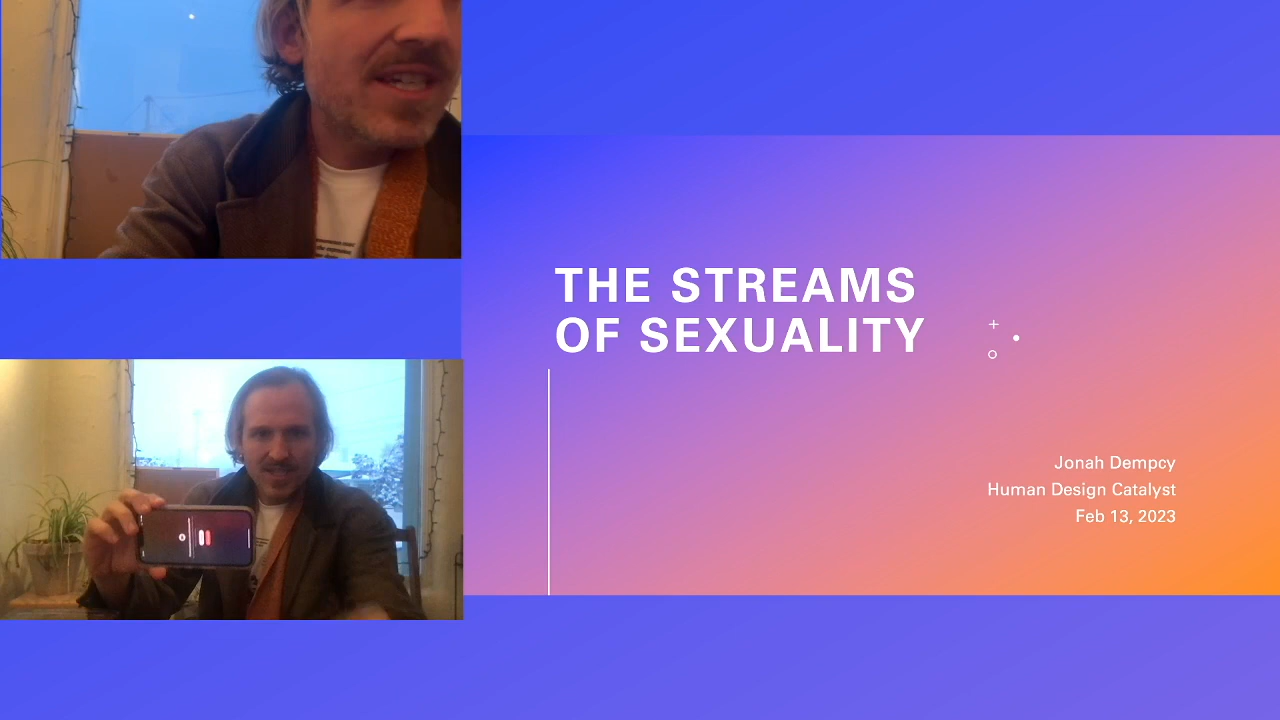 THE STREAMS
OF SEXUALITY
Jonah Dempcy
Human Design Catalyst
Feb 13, 2023